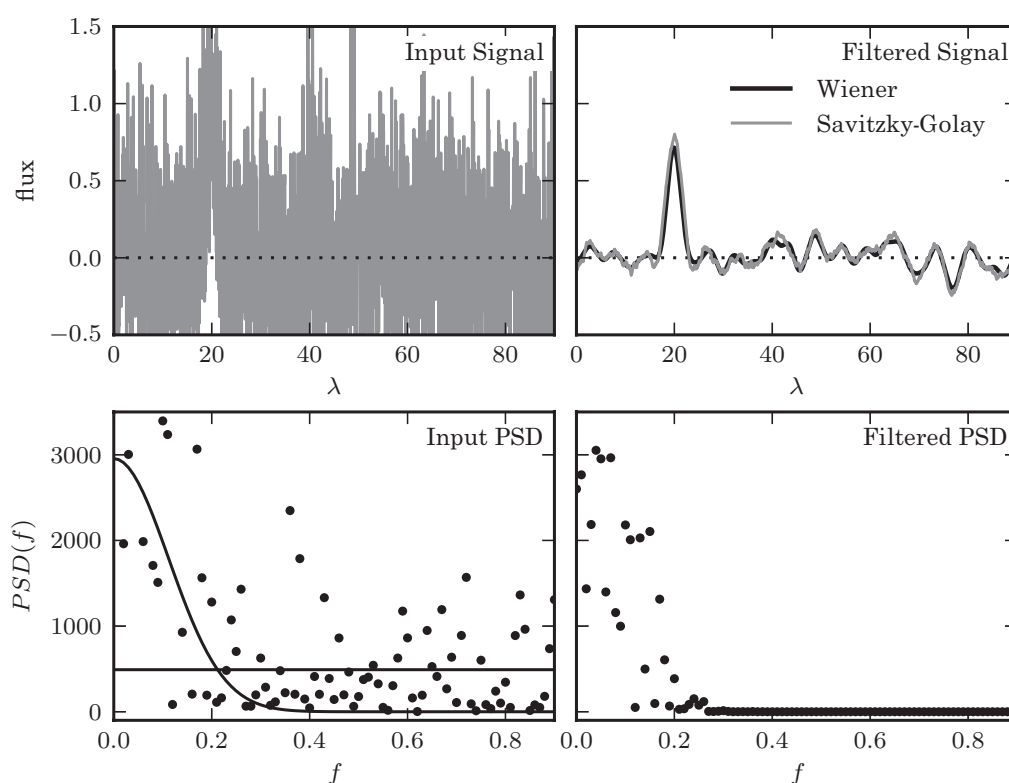 Input Signal
1.5
1.0
0.5
0.0
−0.5
flux
0 20 40 60 80
λ
Filtered Signal
Wiener
Savitzky-Golay
0 20 40 60 80
λ
Input PSD
3000
2000
1000
0
PSD(f)
0.0 0.2 0.4 0.6 0.8
f
Filtered PSD
0.0 0.2 0.4 0.6 0.8
f